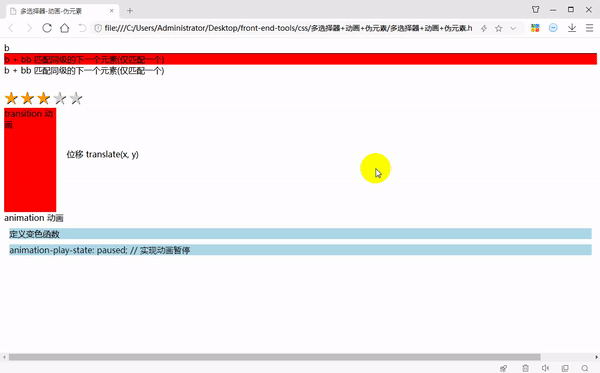 多选择器-动画-伪元素
file:///C:/Users/Administrator/Desktop/front-end-tools/css/多选择器+动画+伪元素/多选择器+动画+伪元素.h
b
b + bb 匹配同级的下一个元素(仅匹配一个)
b + bb 匹配同级的下一个元素(仅匹配一个)
transition 动
画
位移 translate(x, y)
animation 动画
定义变色函数
animation-play-state: paused; // 实现动画暂停